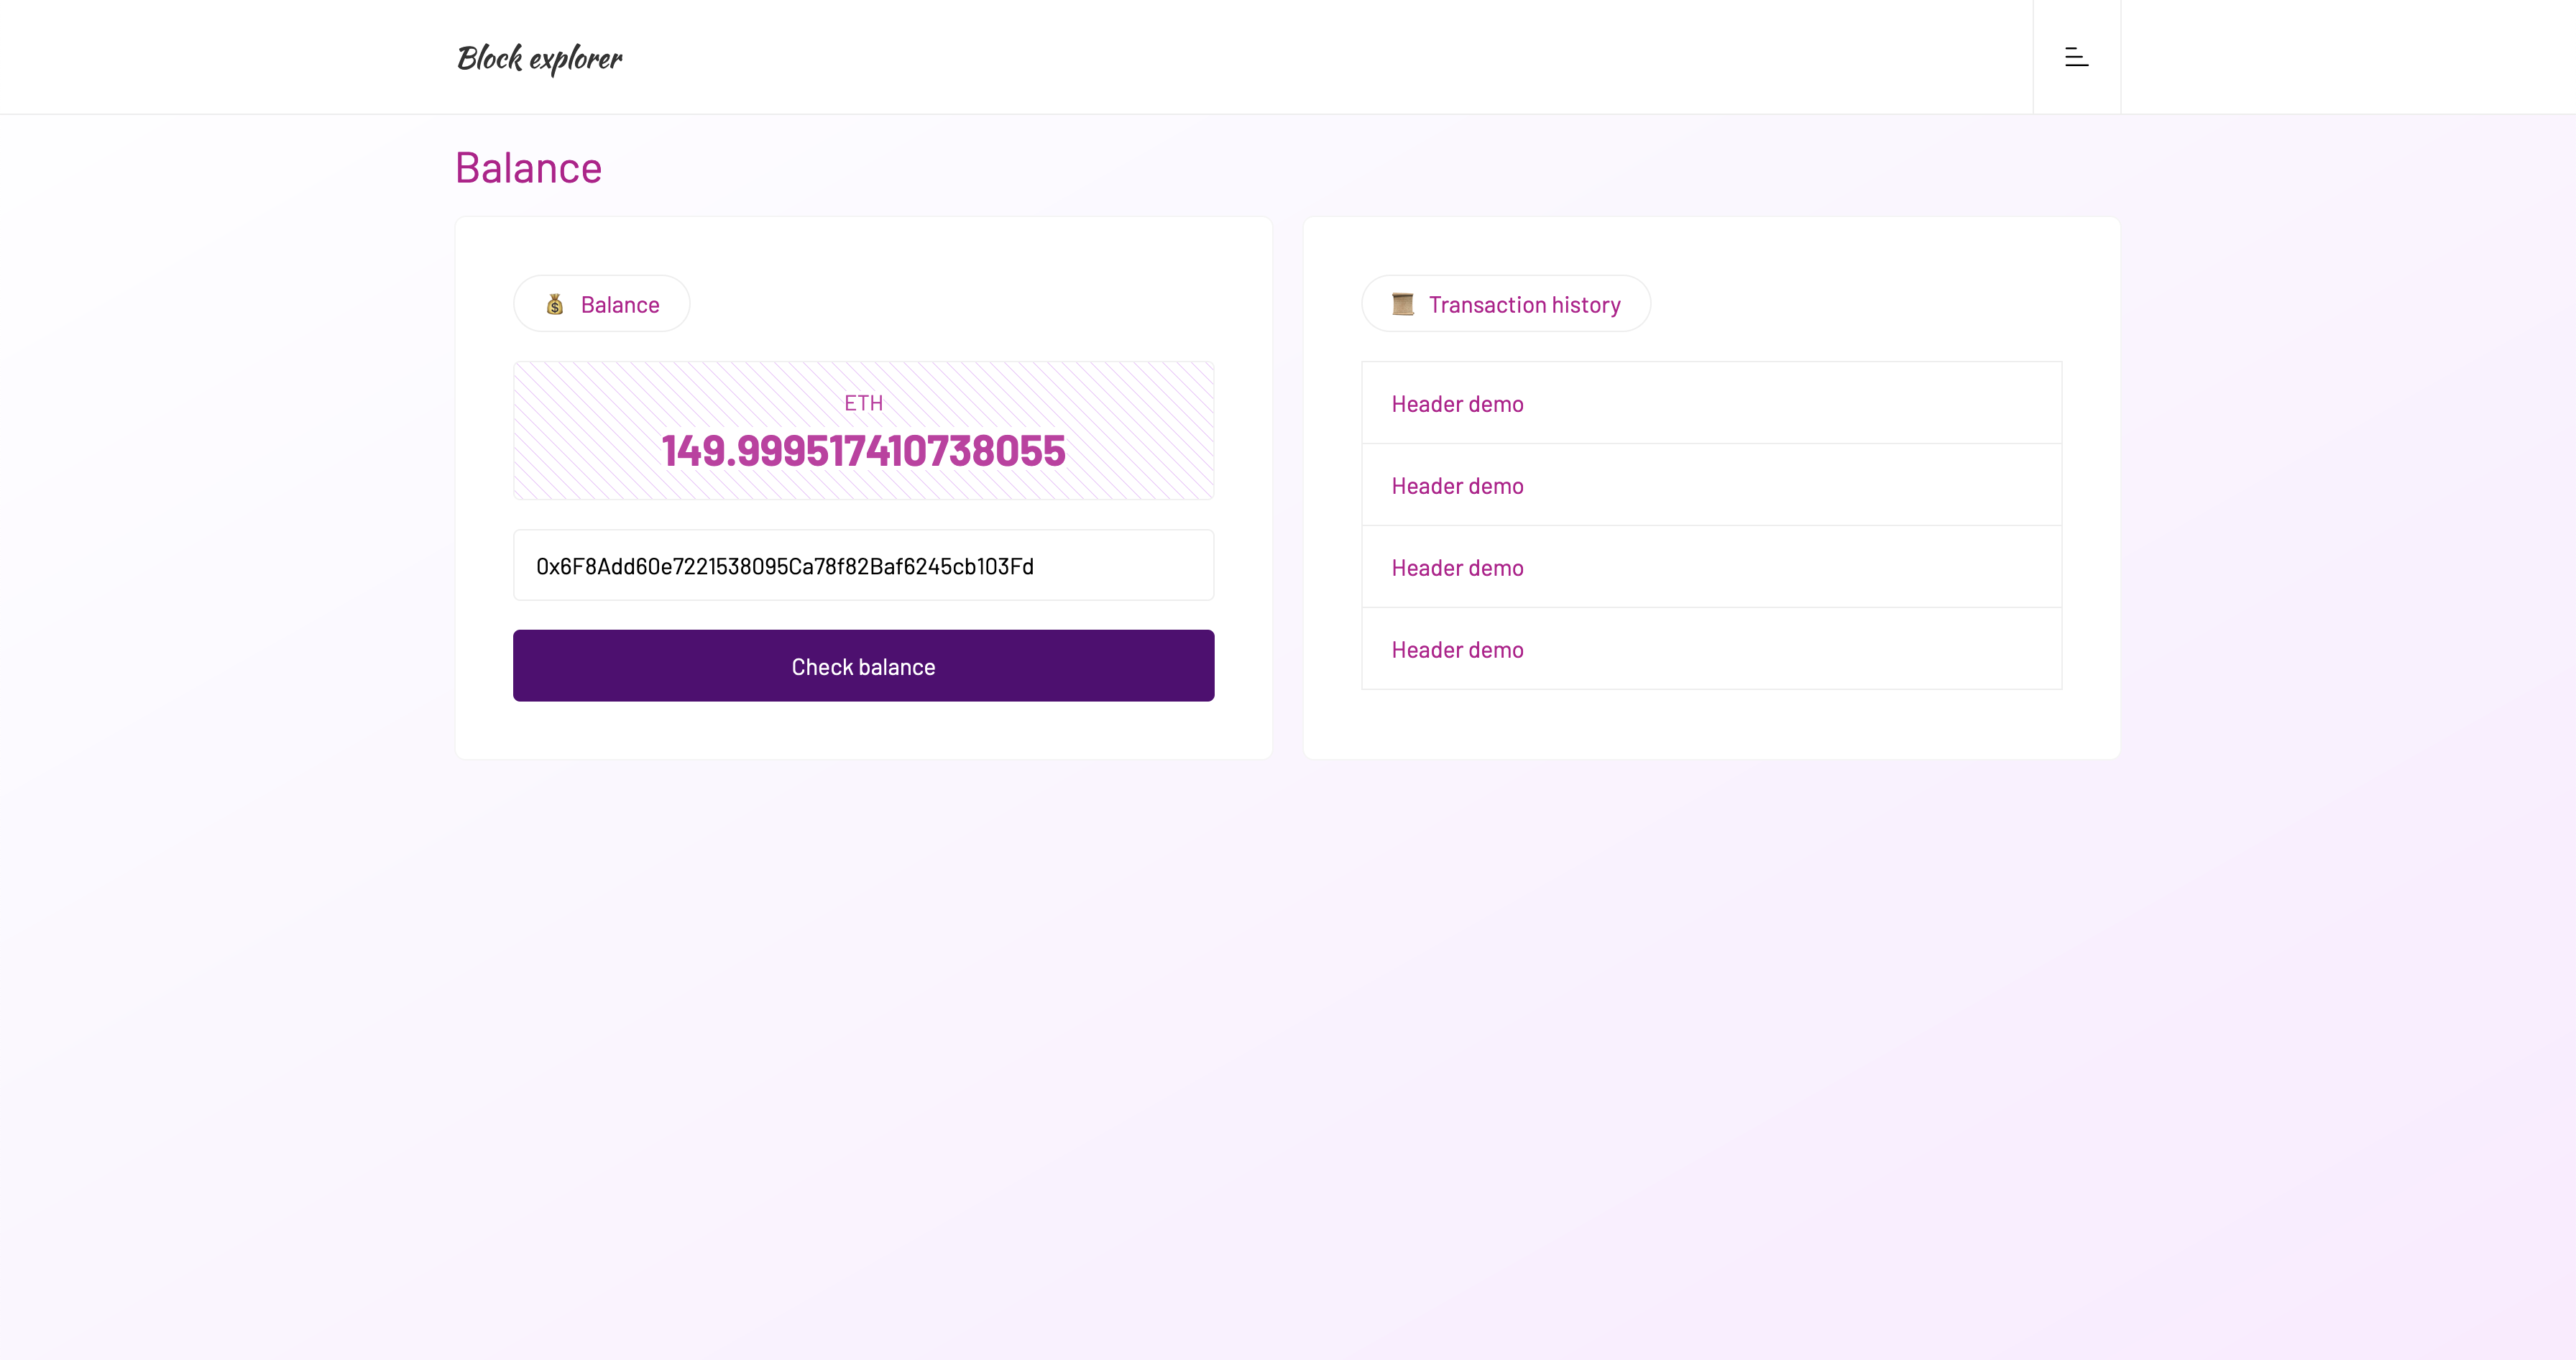 Block explorer
Balance
Balance
ETH
149.999517410738055
0x6F8Add60e7221538095Ca78f82Baf6245cb103Fd
Check balance
Transaction history
Header demo
Header demo
Header demo
Header demo